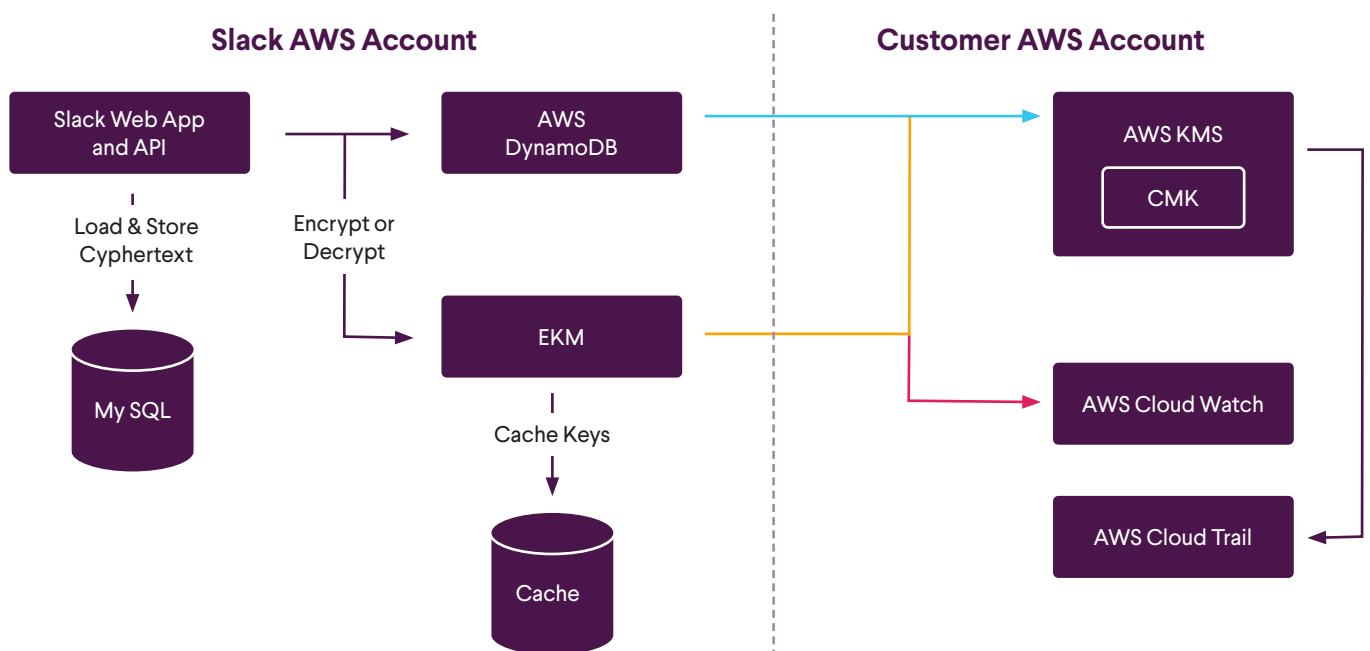 Slack AWS Account
Customer AWS Account
Slack Web App
and API
AWS
DynamoDB
AWS KMS
CMK
Load & Store
Cyphertext
Encrypt or
Decrypt
EKM
My SQL
AWS Cloud Watch
Cache Keys
AWS Cloud Trail
Cache